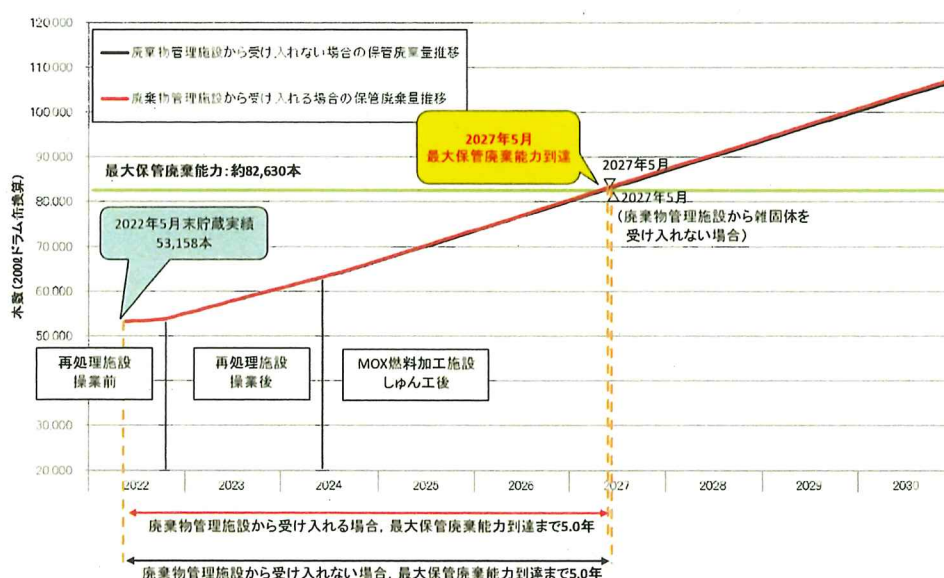 120,000
110,000
100,000
90,000
80,000
70,000
60,000
50,000
40,000
30,000
20,000
本数(200ℓドラム缶換算)
廃棄物管理施設から受け入れない場合の保管廃棄量推移
廃棄物管理施設から受け入れる場合の保管廃棄量推移
2027年5月
最大保管廃棄能力到達
最大保管廃棄能力:約82,630本
2027年5月
▽
△2027年5月
(廃棄物管理施設から雑固体を
受け入れない場合)
2022年5月末貯蔵実績
53,158本
再処理施設
操業前
再処理施設
操業後
MOX燃料加工施設
しゅん工後
2022 2023 2024 2025 2026 2027 2028 2029 2030
廃棄物管理施設から受け入れる場合,最大保管廃棄能力到達まで5.0年
廃棄物管理施設から受け入れない場合,最大保管廃棄能力到達まで5.0年